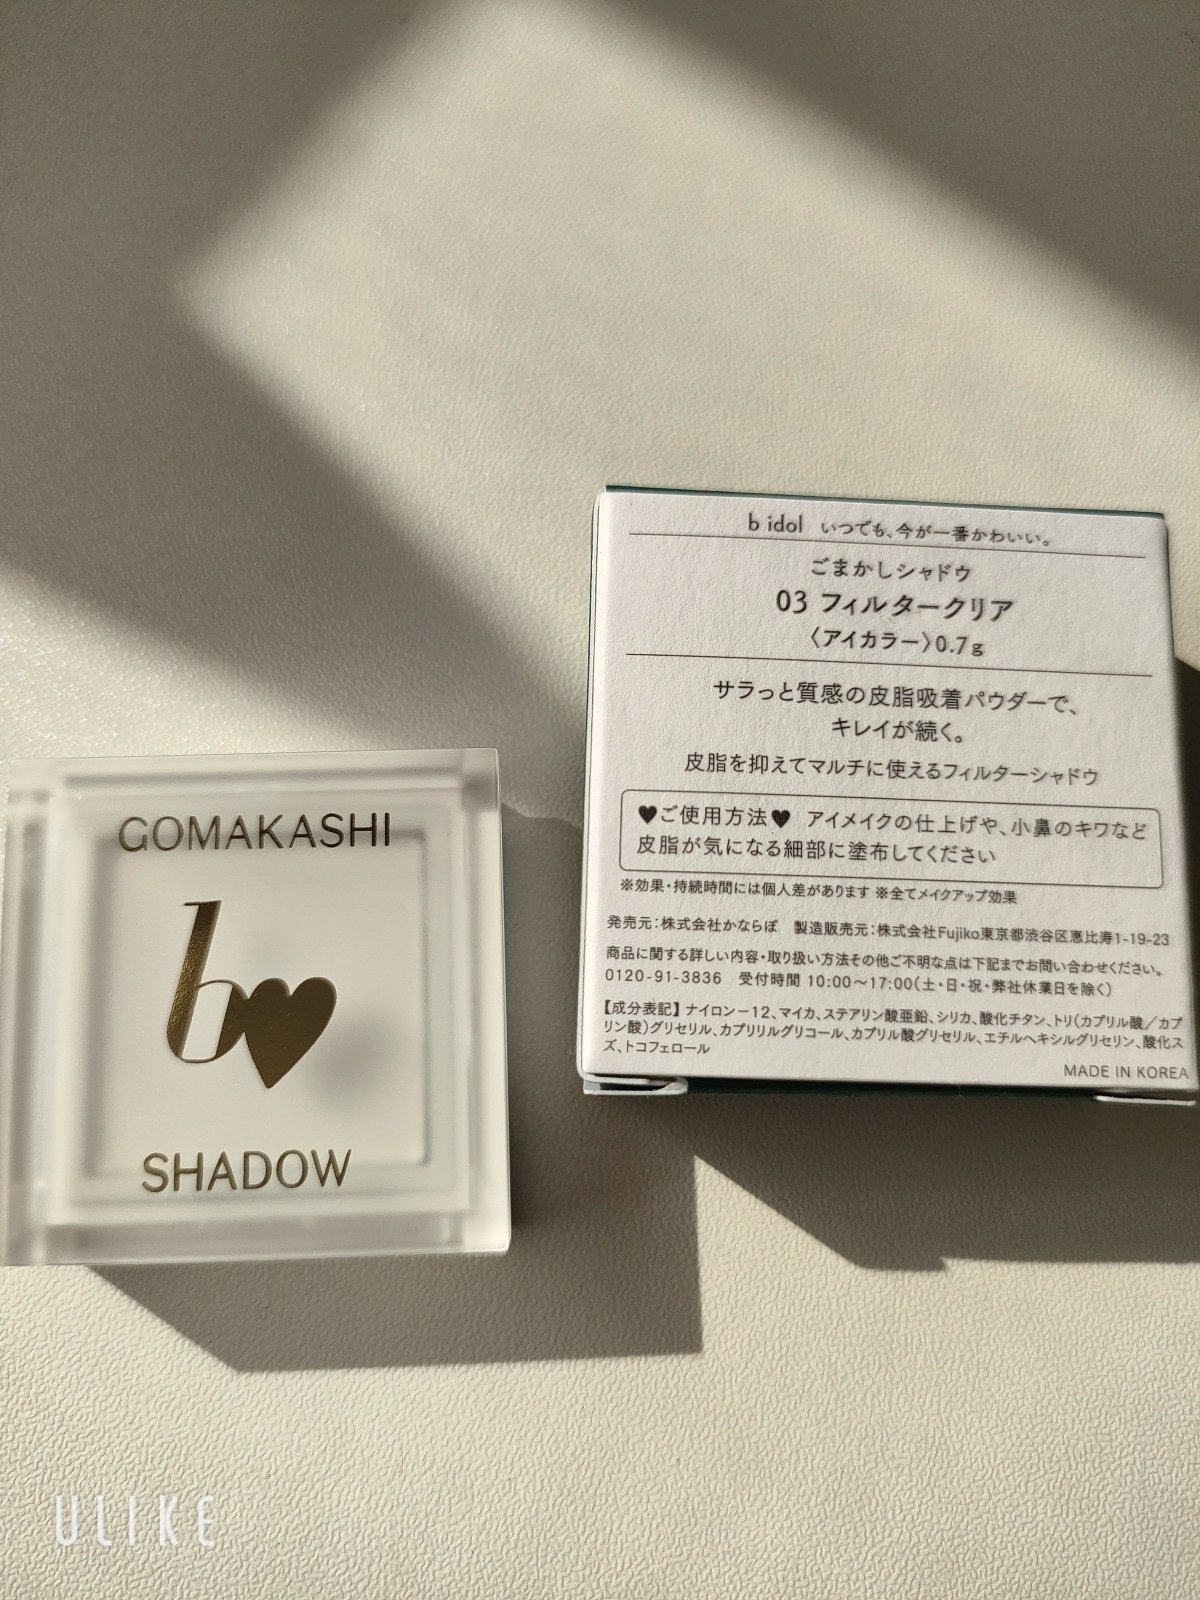 GOMAKASHI
b
SHADOW
b idol いつでも、今が一番かわいい。
ごまかしシャドウ
03 フィルタークリア
〈アイカラー〉0.7g
サラっと質感の皮脂吸着パウダーで、
キレイが続く。
皮脂を抑えてマルチに使えるフィルターシャドウ
♥ご使用方法♥ アイメイクの仕上げや、小鼻のキワなど
皮脂が気になる細部に塗布してください
※効果・持続時間には個人差があります ※全てメイクアップ効果
発売元：株式会社かならぼ 製造販売元：株式会社Fujiko東京都渋谷区恵比寿1-19-23
商品に関する詳しい内容・取り扱い方法その他ご不明な点は下記までお問い合わせください。
0120-91-3836 受付時間 10:00〜17:00（土・日・祝・弊社休業日を除く）
【成分表記】ナイロン－12、マイカ、ステアリン酸亜鉛、シリカ、酸化チタン、トリ（カプリル酸／カプ
リン酸）グリセリル、カプリリルグリコール、カプリル酸グリセリル、エチルヘキシルグリセリン、酸化ス
ズ、トコフェロール
MADE IN KOREA
ULIKE